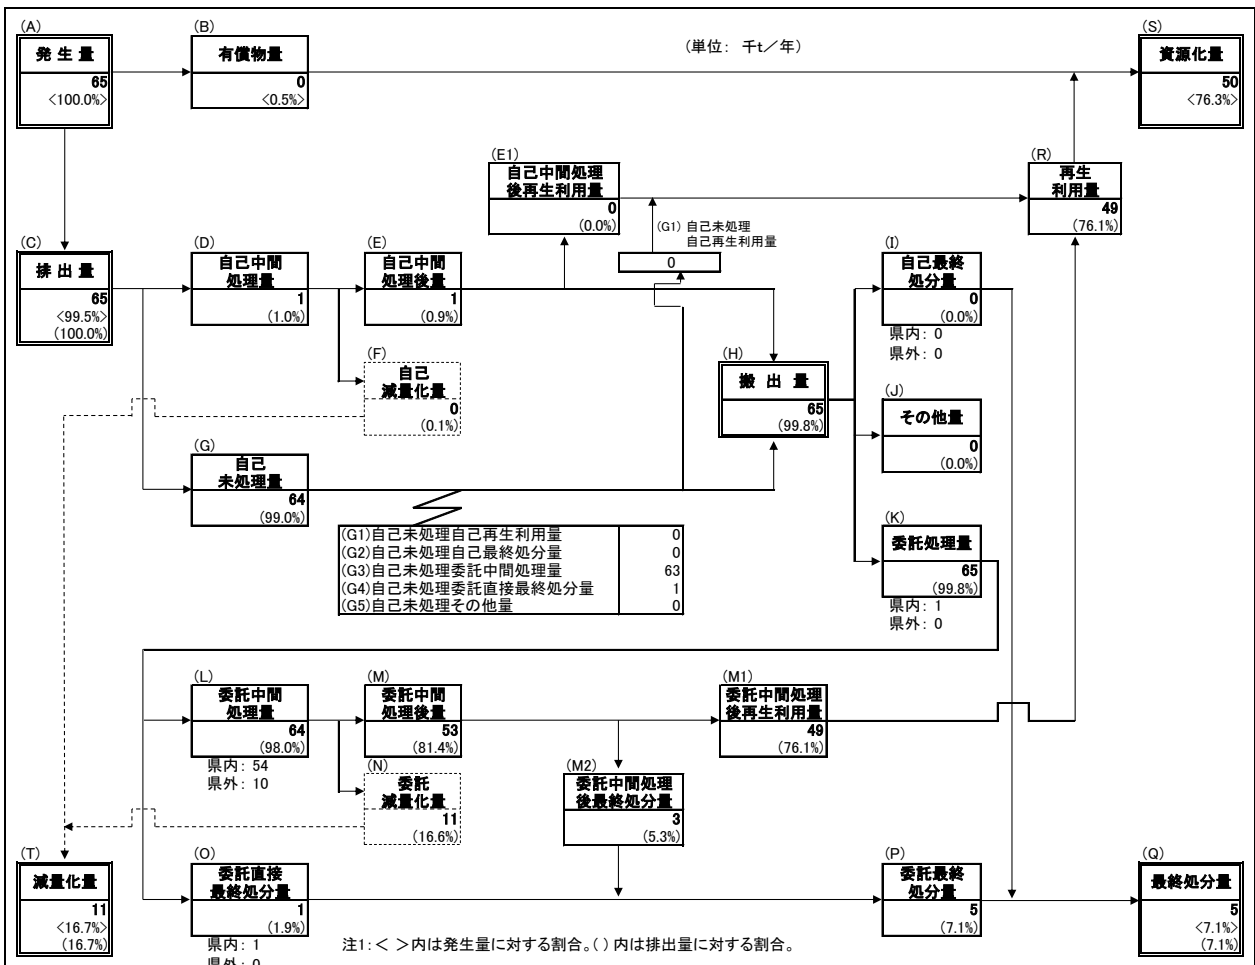 (A)
発 生 量
65
<100.0%>
(B)
有償物量
0
<0.5%>
(単位: 千t/年)
(S)
資源化量
50
<76.3%>
(E1)
自己中間処理
後再生利用量
0
(0.0%)
(R)
再生
利用量
49
(76.1%)
(G1) 自己未処理
自己再生利用量
0
(C)
排 出 量
65
<99.5%>
(100.0%)
(D)
自己中間
処理量
1
(1.0%)
(E)
自己中間
処理後量
1
(0.9%)
(I)
自己最終
処分量
0
(0.0%)
県内: 0
県外: 0
(F)
自己
減量化量
0
(0.1%)
(H)
搬 出 量
65
(99.8%)
(J)
その他量
0
(0.0%)
(G)
自己
未処理量
64
(99.0%)
(G1)自己未処理自己再生利用量 0
(G2)自己未処理自己最終処分量 0
(G3)自己未処理委託中間処理量 63
(G4)自己未処理委託直接最終処分量 1
(G5)自己未処理その他量 0
(K)
委託処理量
65
(99.8%)
県内: 1
県外: 0
(L)
委託中間
処理量
64
(98.0%)
県内: 54
県外: 10
(M)
委託中間
処理後量
53
(81.4%)
(M1)
委託中間処理
後再生利用量
49
(76.1%)
(N)
委託
減量化量
11
(16.6%)
(M2)
委託中間処理
後最終処分量
3
(5.3%)
(T)
減量化量
11
<16.7%>
(16.7%)
(O)
委託直接
最終処分量
1
(1.9%)
県内: 1
県外: 0
(P)
委託最終
処分量
5
(7.1%)
(Q)
最終処分量
5
<7.1%>
(7.1%)
注1:< >内は発生量に対する割合。( )内は排出量に対する割合。